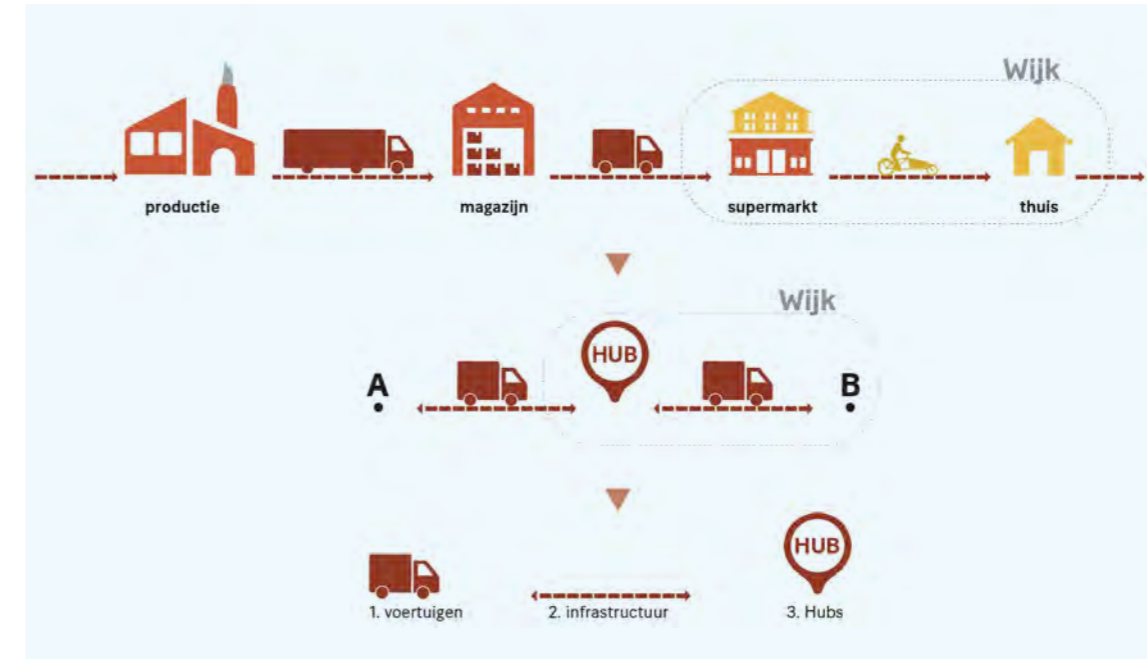 Wijk
productie
magazijn
supermarkt
thuis
Wijk
HUB
A
B
HUB
1. voertuigen
2. infrastructuur
3. Hubs